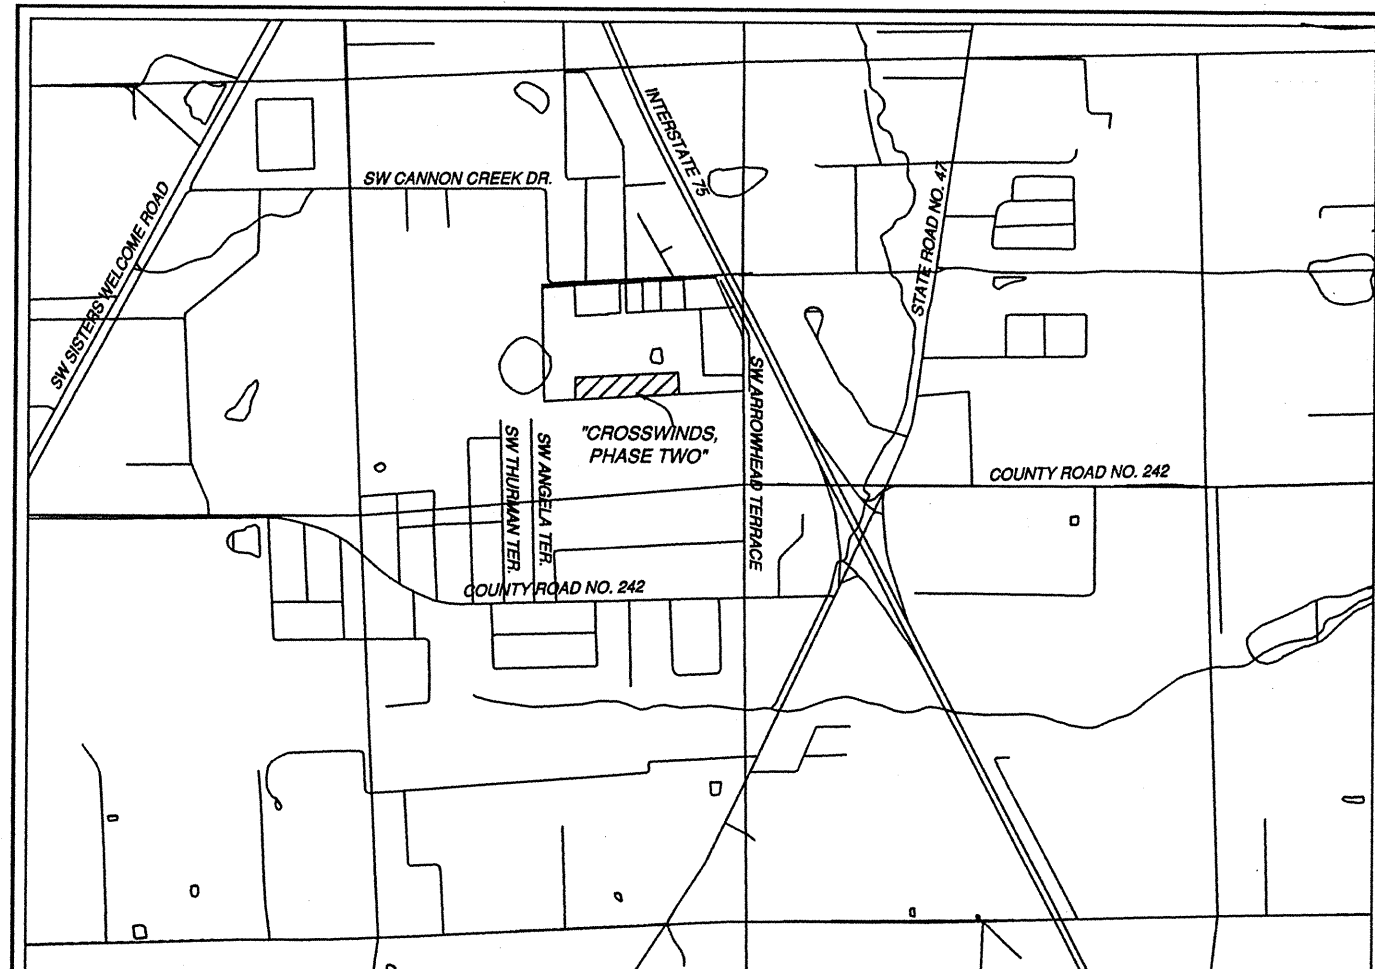 INTERSTATE 75
SW CANNON CREEK DR.
STATE ROAD NO. 47
SW SISTERS WELCOME ROAD
"CROSSWINDS,
PHASE TWO"
SW ARROWHEAD TERRACE
SW THURMAN TER.
SW ANGELA TER.
COUNTY ROAD NO. 242
COUNTY ROAD NO. 242